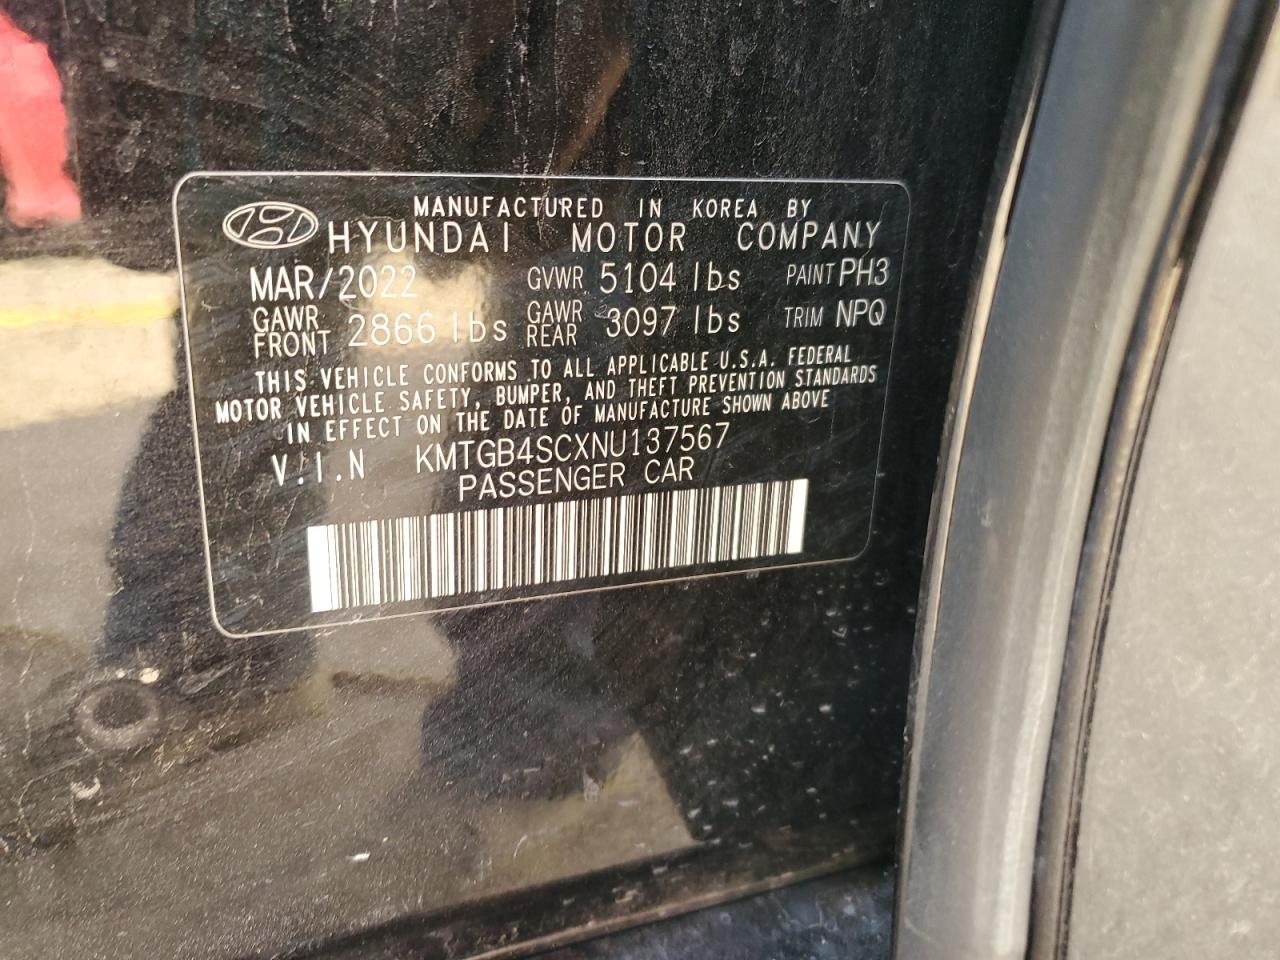 MANUFACTURED IN KOREA BY
HYUNDAI MOTOR COMPANY
MAR/2022 GVWR 5104 lbs PAINT PH3
GAWR FRONT 2866 lbs GAWR REAR 3097 lbs TRIM NPQ
THIS VEHICLE CONFORMS TO ALL APPLICABLE U.S.A. FEDERAL
MOTOR VEHICLE SAFETY, BUMPER, AND THEFT PREVENTION STANDARDS
IN EFFECT ON THE DATE OF MANUFACTURE SHOWN ABOVE
V.I.N KMTGB4SCXNU137567
PASSENGER CAR